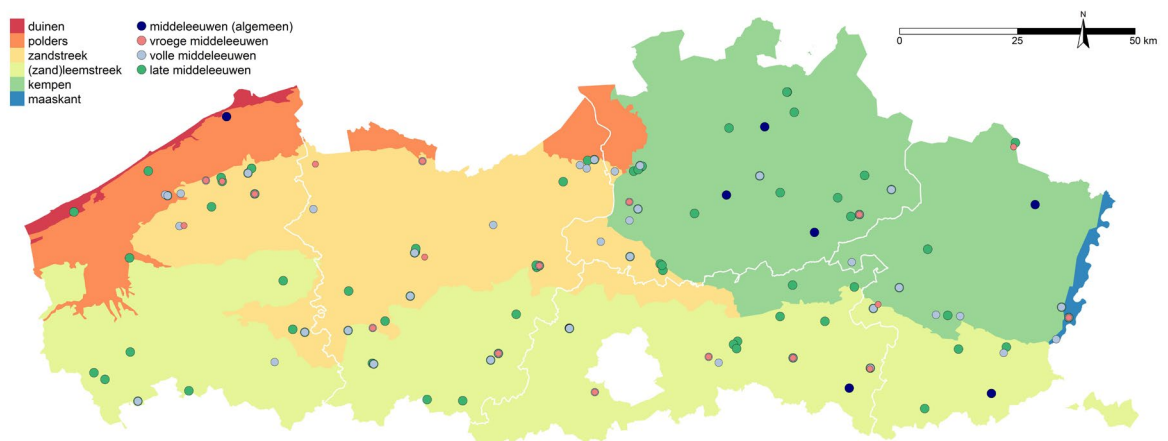 duinen
polders
zandstreek
(zand)leemstreek
kempen
maaskant
middeleeuwen (algemeen)
vroege middeleeuwen
volle middeleeuwen
late middeleeuwen
N
0 25 50 km